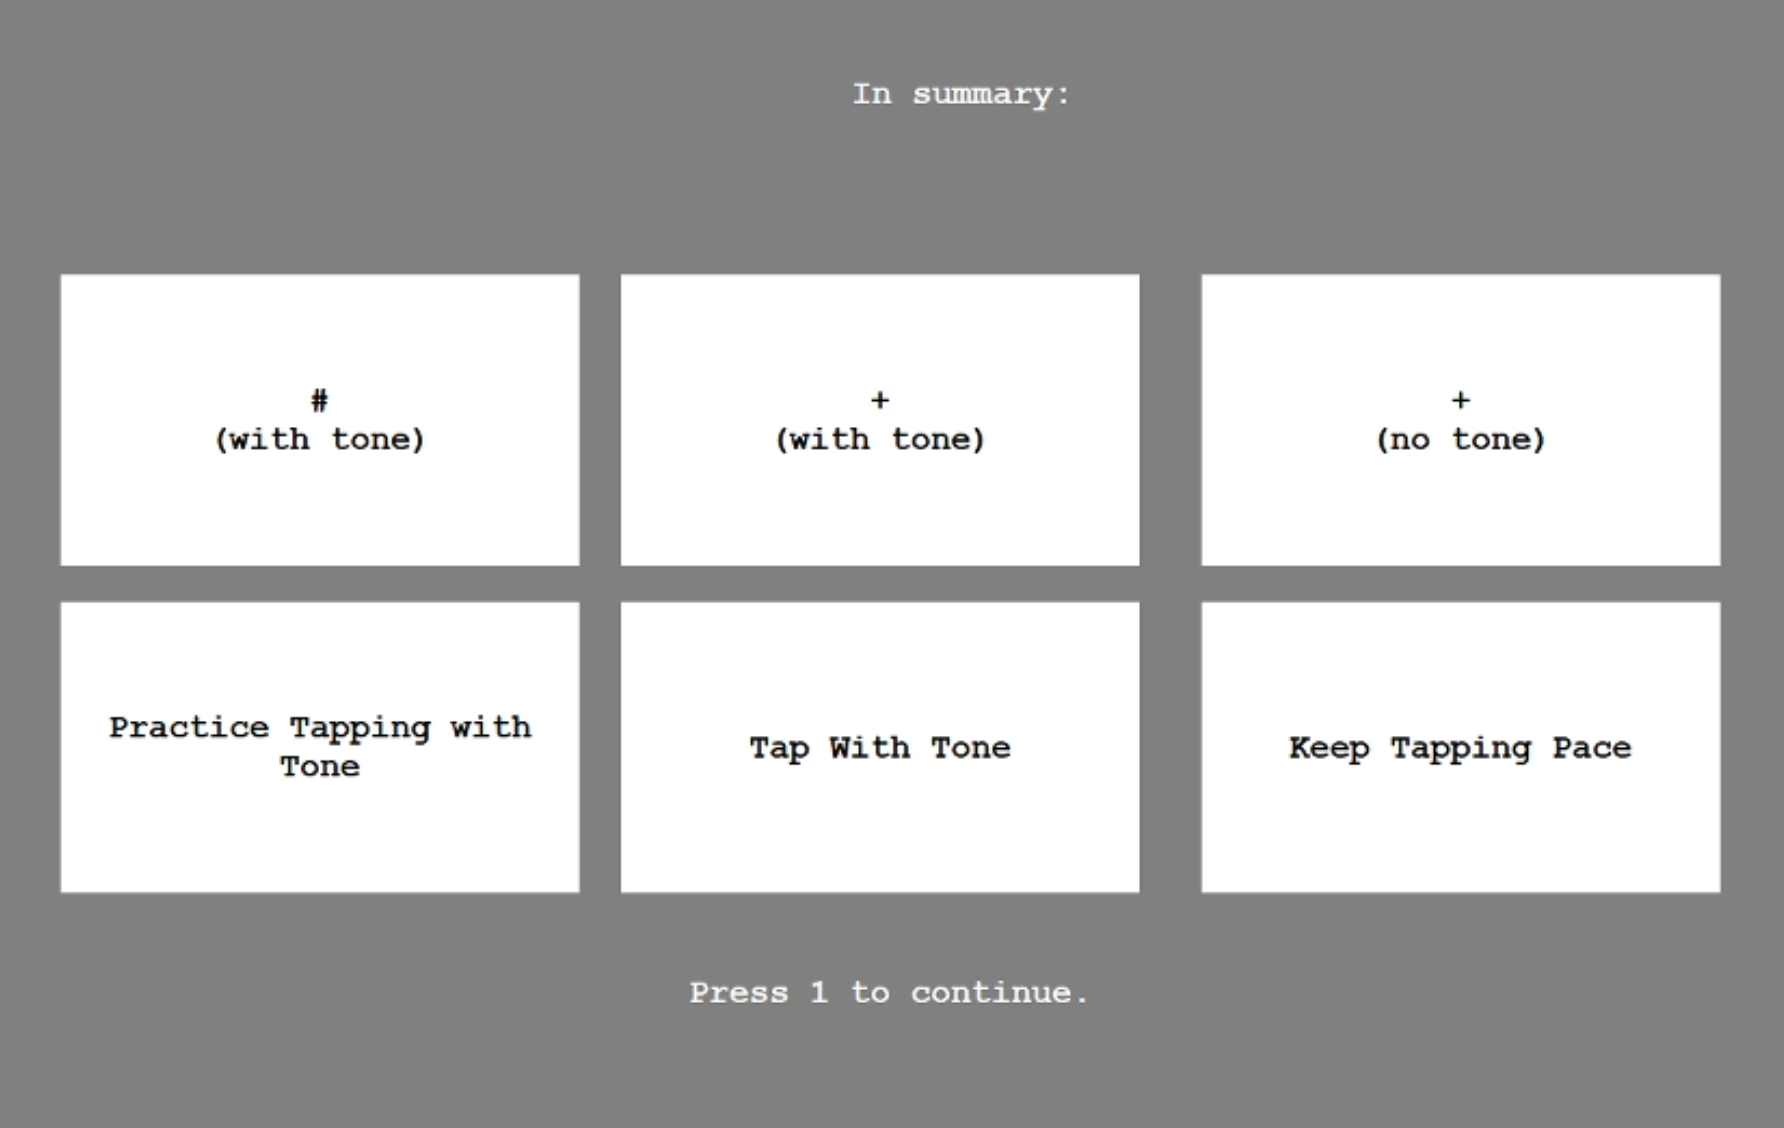 In summary:
#
(with tone)
+
(with tone)
+
(no tone)
Practice Tapping with
Tone
Tap With Tone
Keep Tapping Pace
Press 1 to continue.